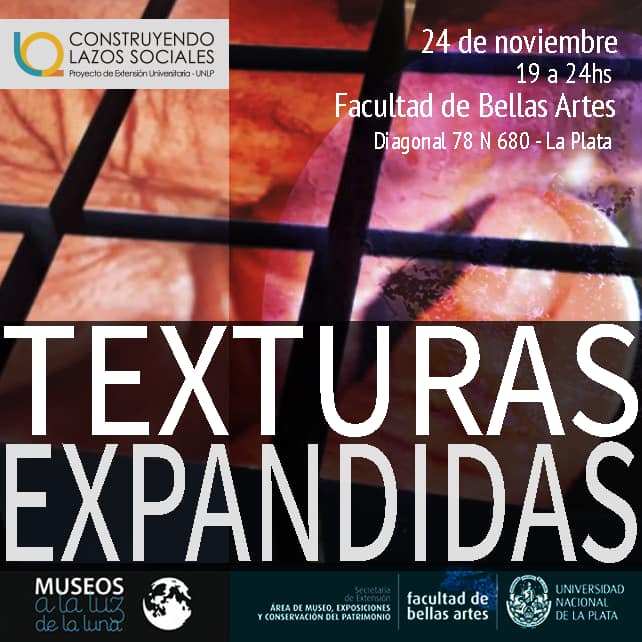 CONSTRUYENDO
LAZOS SOCIALES
Proyecto de Extensión Universitaria - UNLP
24 de noviembre
19 a 24hs
Facultad de Bellas Artes
Diagonal 78 N 680 - La Plata
TEXTURAS
EXPANDIDAS
MUSEOS
a la luz
de la luna
Secretaría
de Extensión
ÁREA DE MUSEO, EXPOSICIONES
Y CONSERVACIÓN DEL PATRIMONIO
facultad de
bellas artes
UNIVERSIDAD
NACIONAL
DE LA PLATA